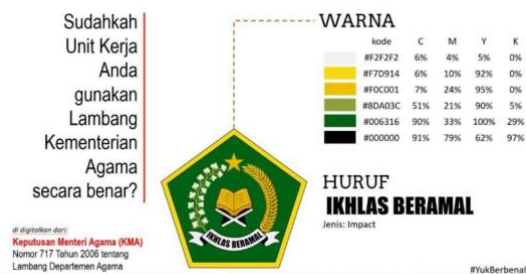 Sudahkah
Unit Kerja
Anda
gunakan
Lambang
Kementerian
Agama
secara benar?
di digitalkan dari:
Keputusan Menteri Agama (KMA)
Nomor 717 Tahun 2006 tentang
Lambang Departemen Agama
IKHLAS BERAMAL
WARNA
kode C M Y K
#F2F2F2 6% 4% 5% 0%
#F7D914 6% 10% 92% 0%
#F0C001 7% 24% 95% 0%
#8DA03C 51% 21% 90% 5%
#006316 90% 33% 100% 29%
#000000 91% 79% 62% 97%
HURUF
IKHLAS BERAMAL
Jenis: Impact
#YukBerbenah